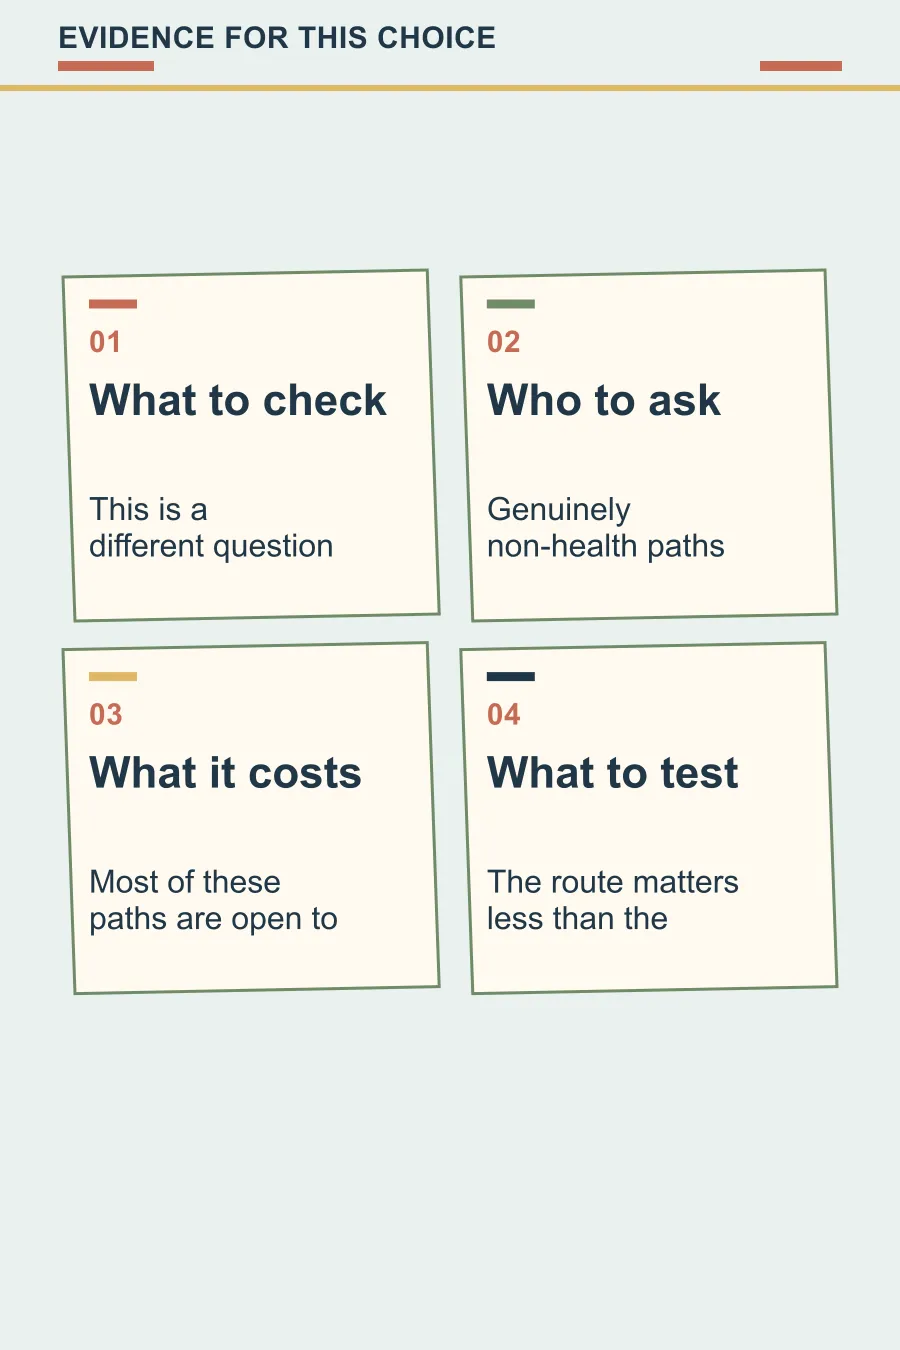 EVIDENCE FOR THIS CHOICE
01
What to check
This is a
different question
02
Who to ask
Genuinely
non-health paths
03
What it costs
Most of these
paths are open to
04
What to test
The route matters
less than the